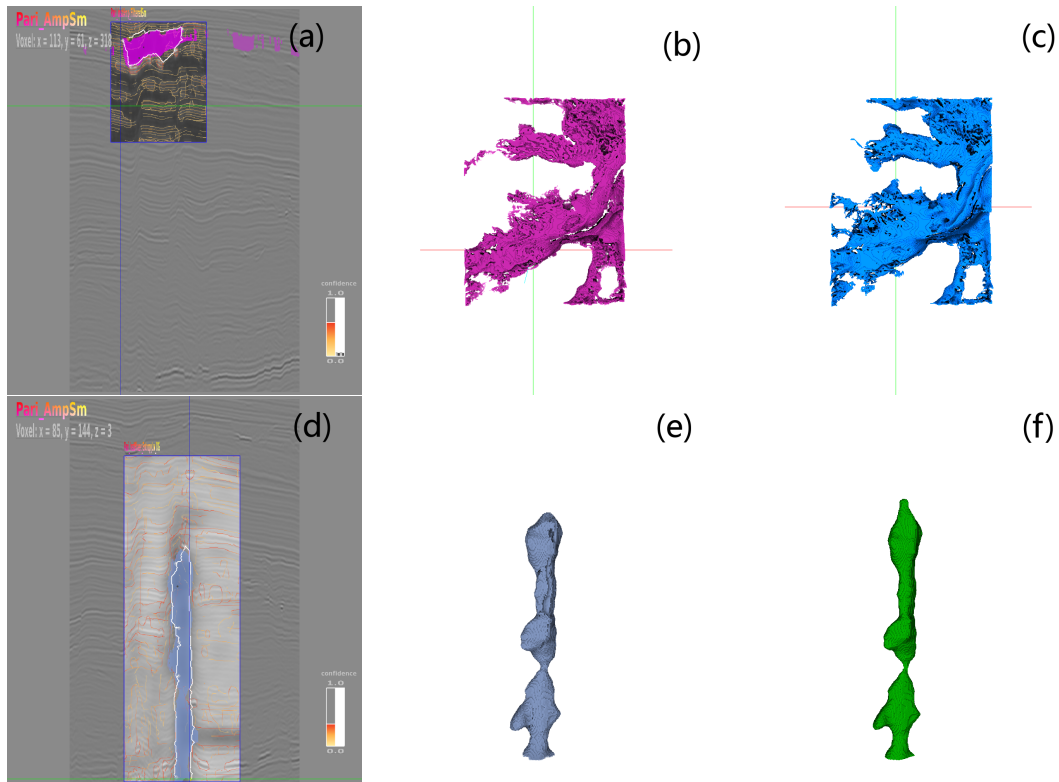 Pari_AmpSm
Voxel: x = 113, y = 61, z = 318
(a)
(b)
(c)
confidence
1.0
0.0
Pari_AmpSm
Voxel: x = 85, y = 144, z = 3
(d)
(e)
(f)
confidence
1.0
0.0